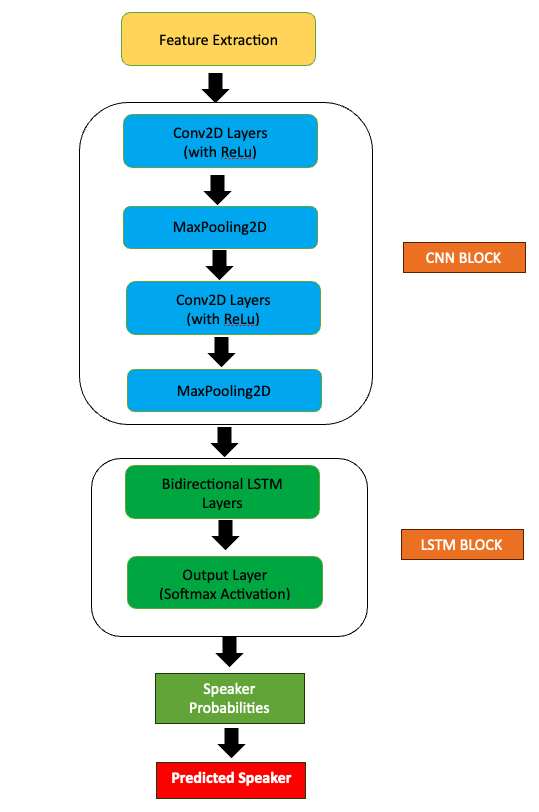 Feature Extraction
Conv2D Layers
(with ReLu)
MaxPooling2D
CNN BLOCK
Conv2D Layers
(with ReLu)
MaxPooling2D
Bidirectional LSTM
Layers
LSTM BLOCK
Output Layer
(Softmax Activation)
Speaker
Probabilities
Predicted Speaker